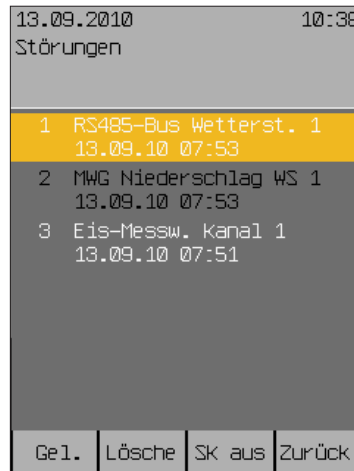 13.09.2010 10:38
Störungen
1 RS485-Bus Wetterst. 1
13.09.10 07:53
2 MWG Niederschlag WS 1
13.09.10 07:53
3 Eis-Messw. Kanal 1
13.09.10 07:51
Gel. Lösche Sk aus Zurück